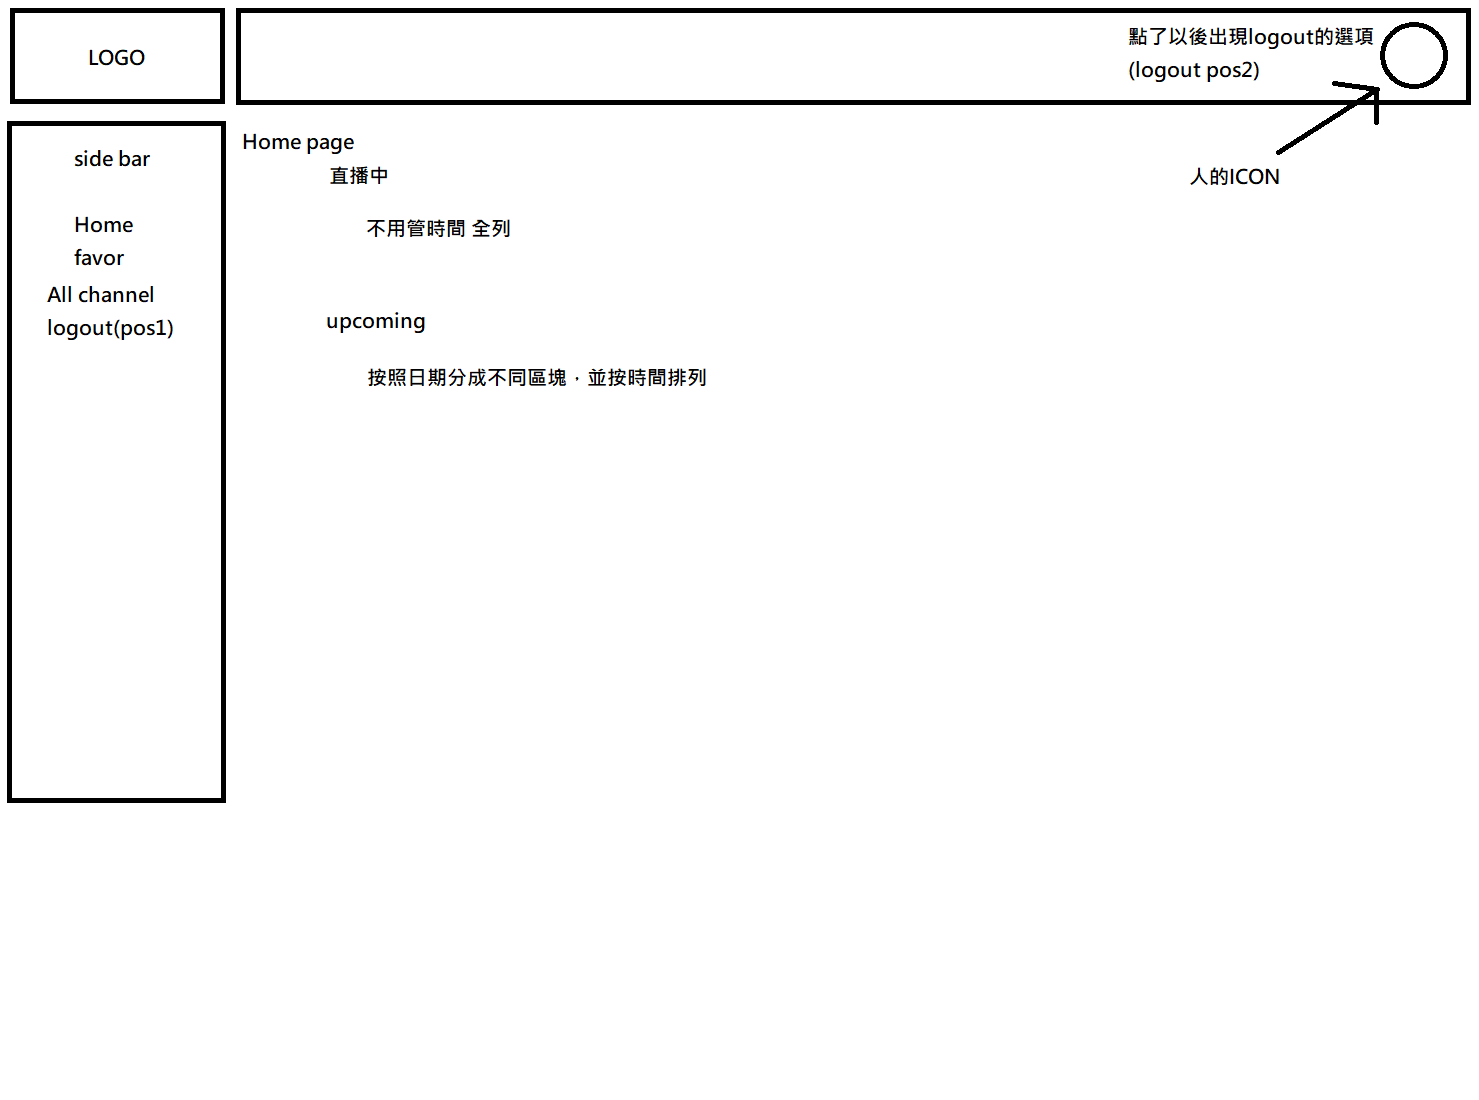 LOGO
點了以後出現logout的選項
(logout pos2)
side bar
Home
favor
All channel
logout(pos1)
Home page
直播中
不用管時間 全列
upcoming
按照日期分成不同區塊，並按時間排列
人的ICON